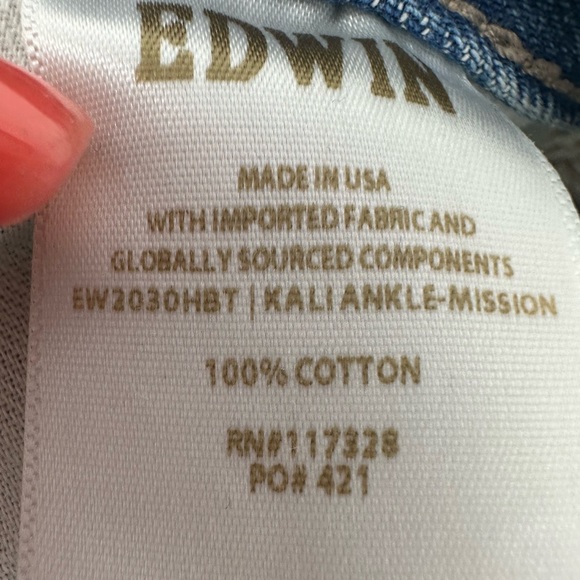 EDWIN
MADE IN USA
WITH IMPORTED FABRIC AND
GLOBALLY SOURCED COMPONENTS
EW2030HBT | KALI ANKLE-MISSION
100% COTTON
RN#117328
PO# 421